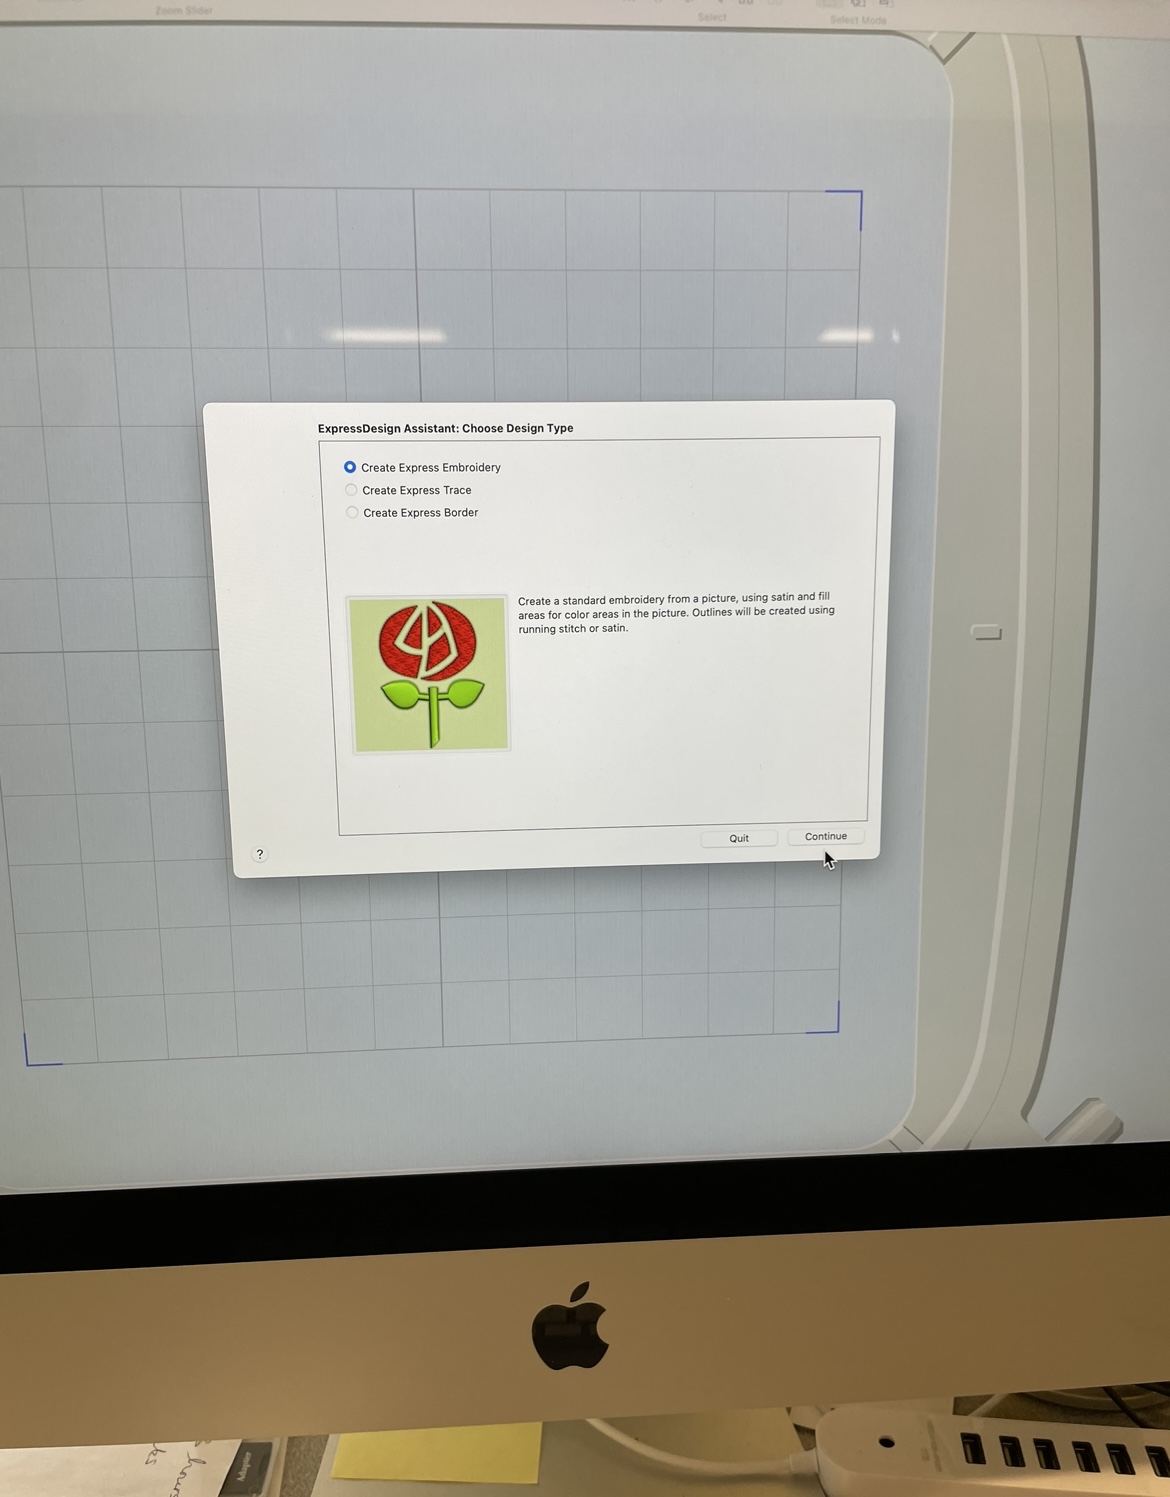 Zoom Slider
Select
Select Mode
ExpressDesign Assistant: Choose Design Type
Create Express Embroidery
Create Express Trace
Create Express Border
Create a standard embroidery from a picture, using satin and fill
areas for color areas in the picture. Outlines will be created using
running stitch or satin.
?
Quit
Continue
Adapter